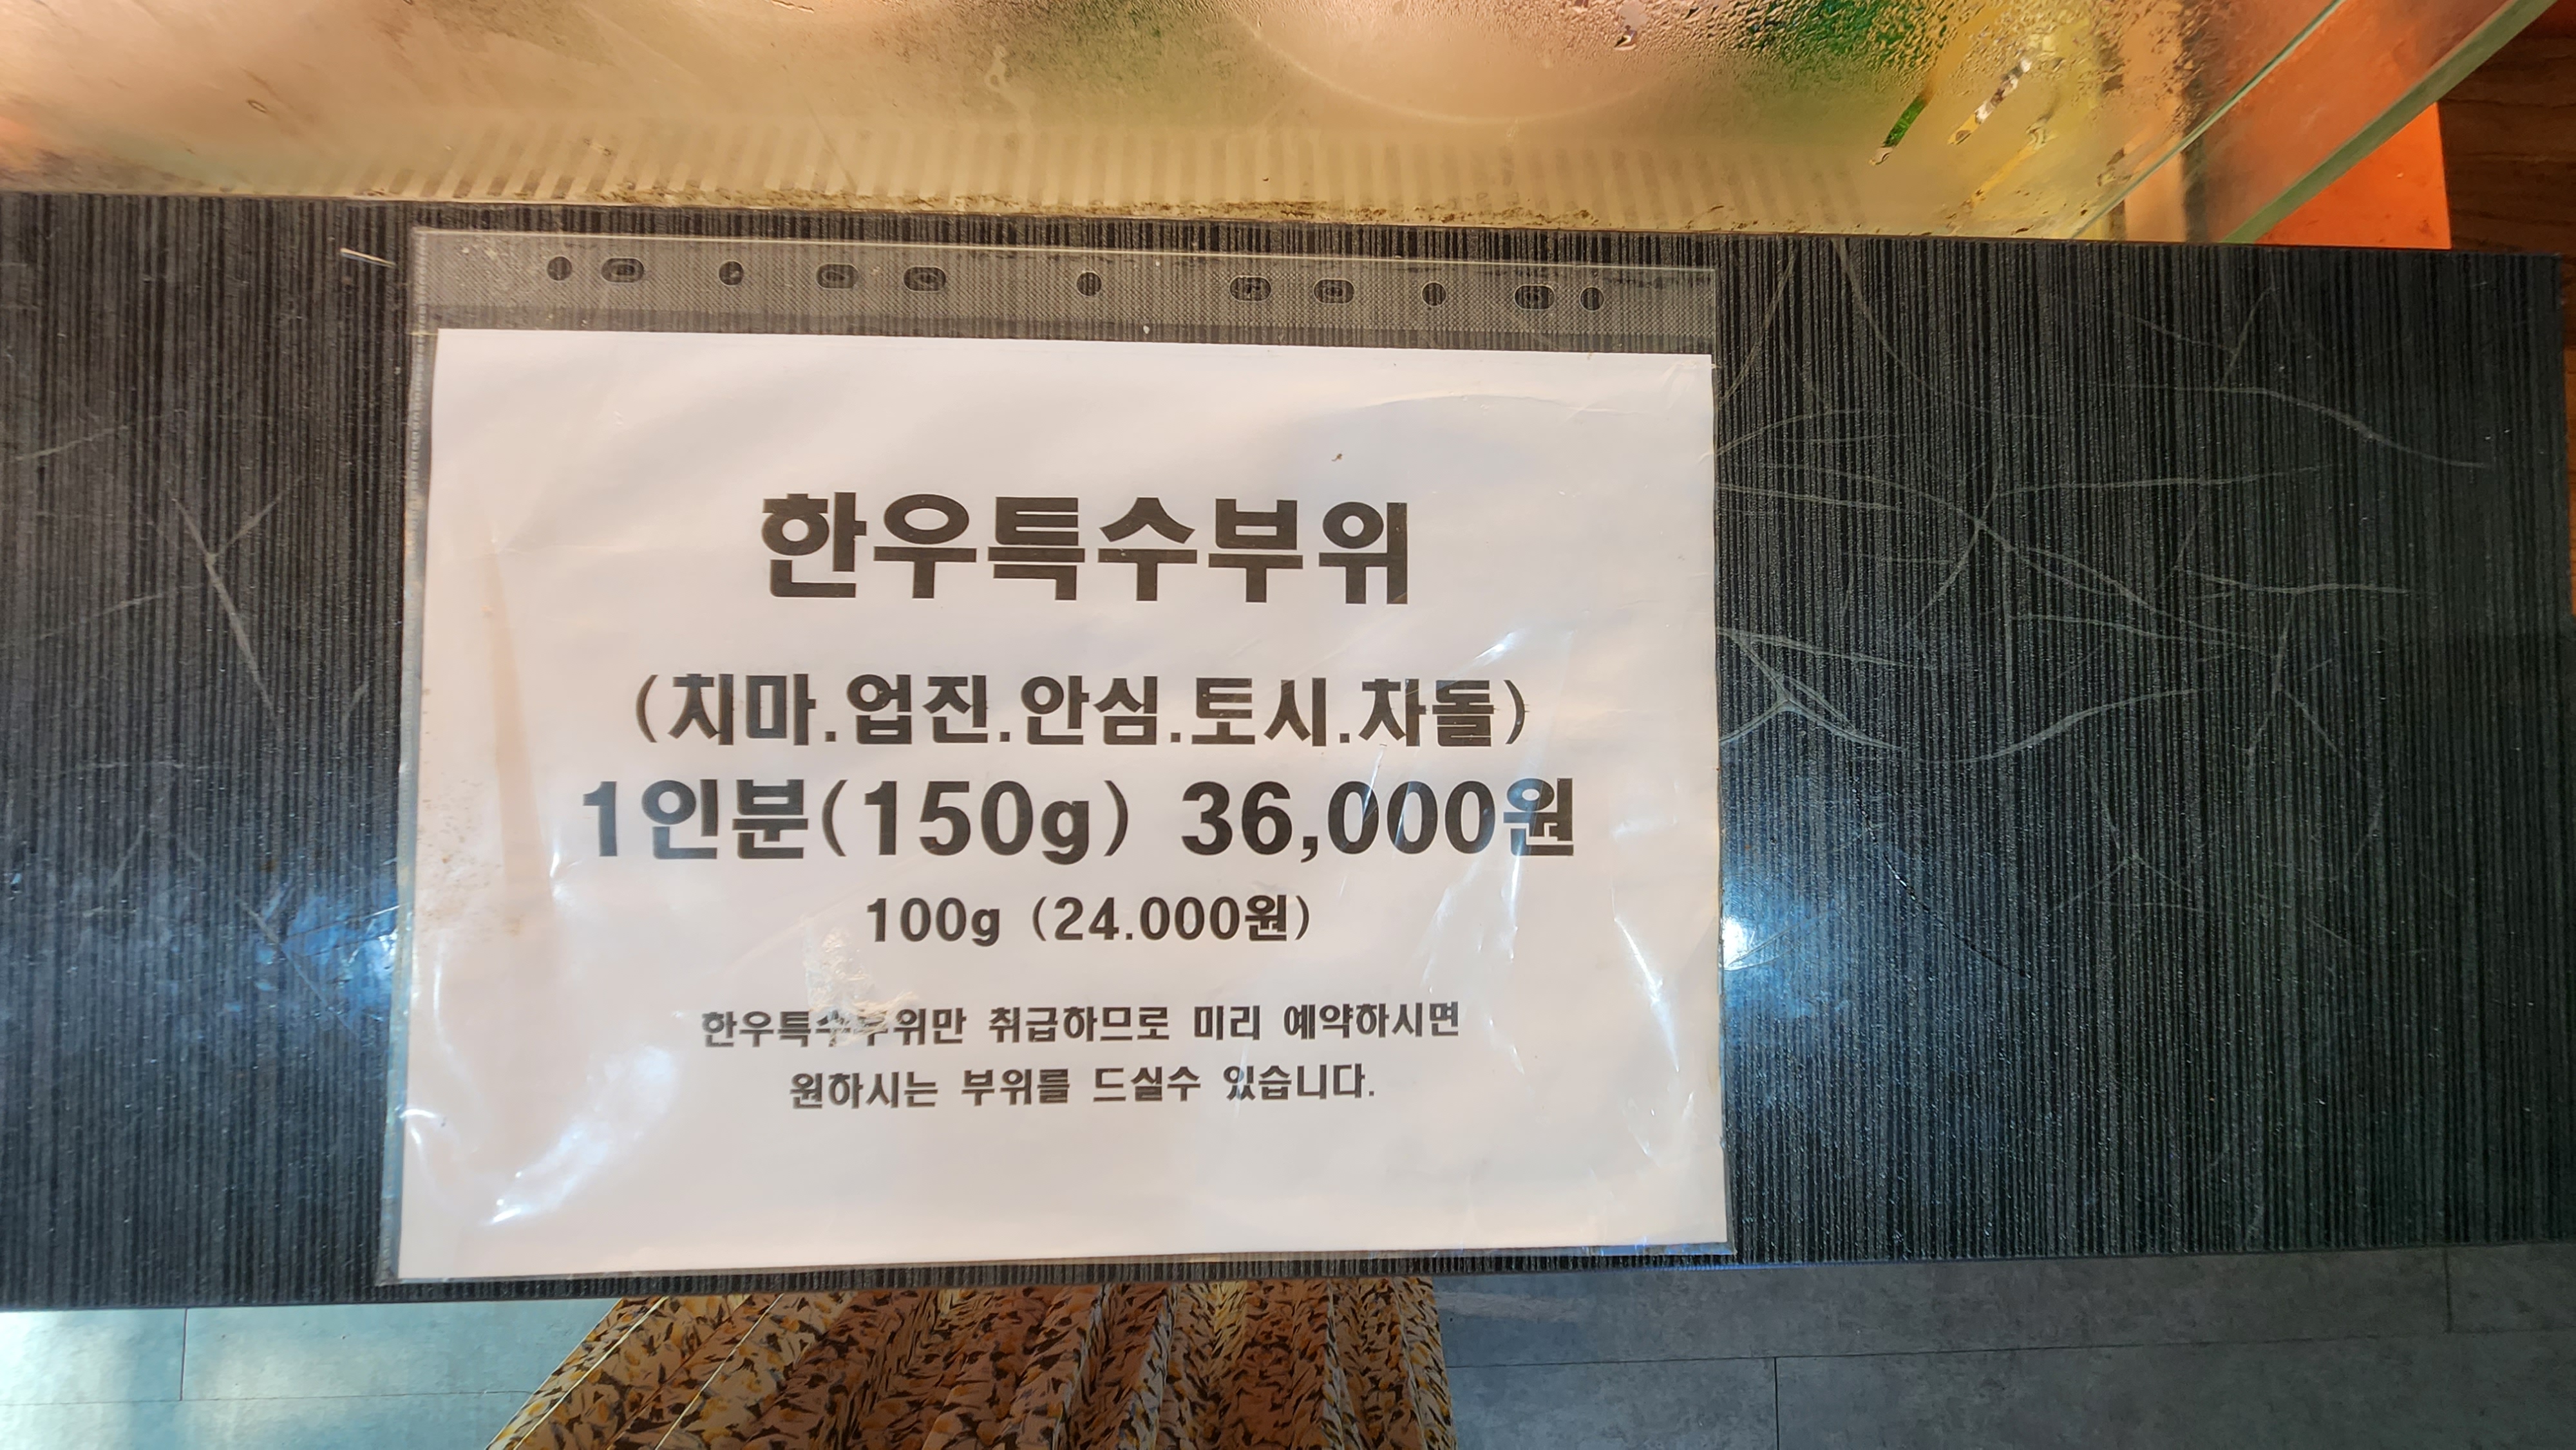 한우특수부위
(치마.업진.안심.토시.차돌)
1인분(150g) 36,000원
100g (24.000원)
한우특수부위만 취급하므로 미리 예약하시면
원하시는 부위를 드실수 있습니다.